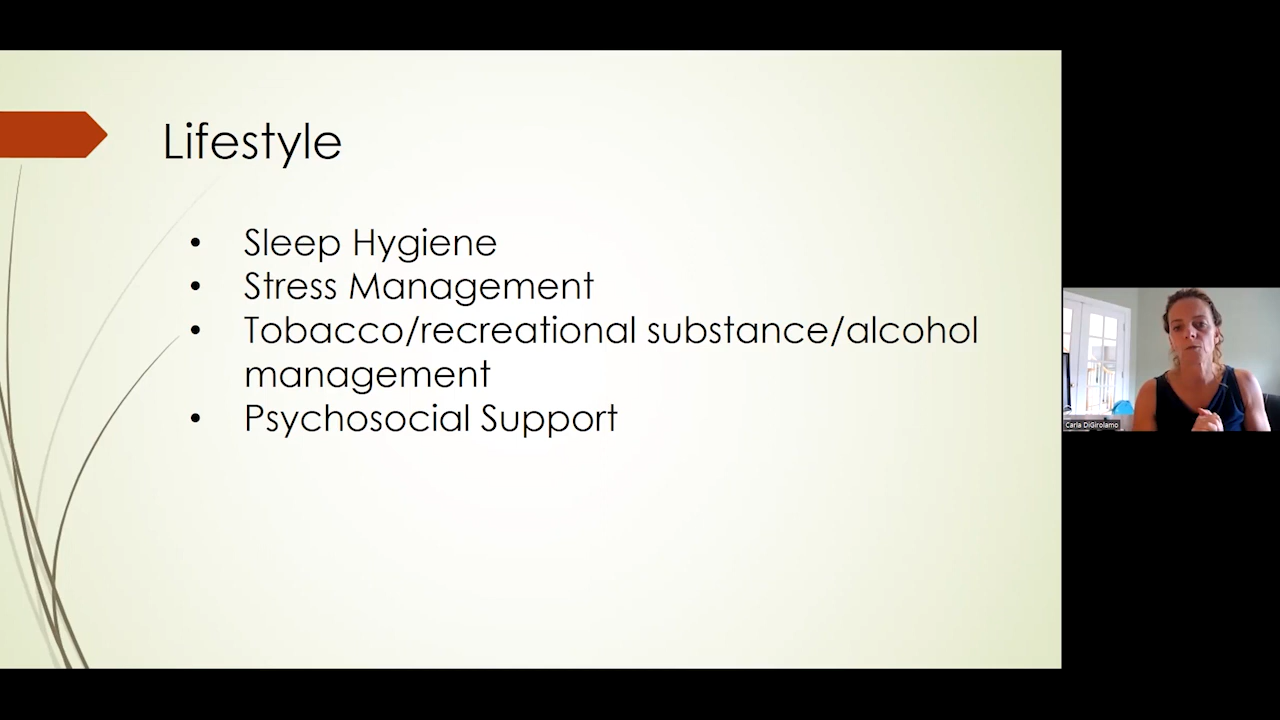 Lifestyle
• Sleep Hygiene
• Stress Management
• Tobacco/recreational substance/alcohol
management
• Psychosocial Support
Carla DiGirolamo